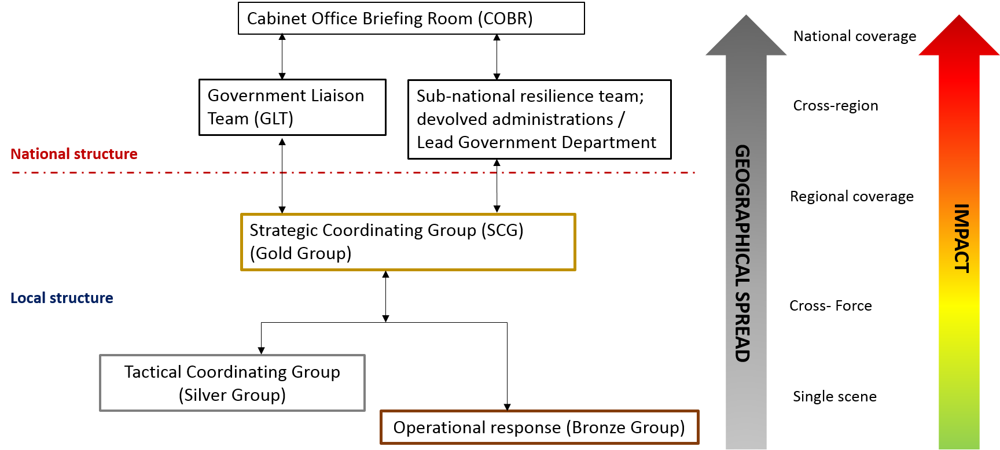 Cabinet Office Briefing Room (COBR)
Government Liaison
Team (GLT)
Sub-national resilience team;
devolved administrations /
Lead Government Department
National structure
Strategic Coordinating Group (SCG)
(Gold Group)
Local structure
Tactical Coordinating Group
(Silver Group)
Operational response (Bronze Group)
GEOGRAPHICAL SPREAD
National coverage
Cross-region
Regional coverage
Cross- Force
Single scene
IMPACT